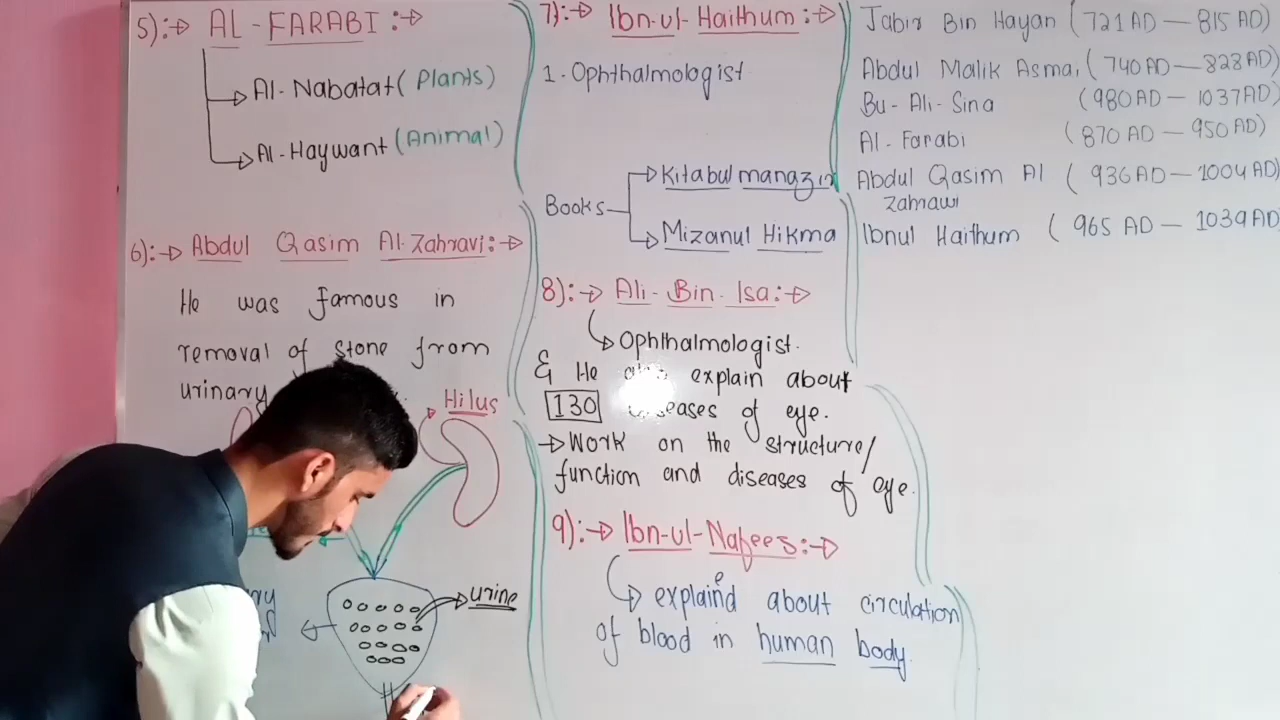 5):→ AL-FARABI:→
Al-Nabatat (Plants)
Al-Haywant (Animal)
6):→ Abdul Qasim Al-Zahravi:→
He was famous in
removal of stone from
urinary
Hilus
urine
7):→ Ibn-ul-Haithum:→
1. Ophthalmologist
Books
Kitabul manazir
Mizanul Hikma
8):→ Ali-Bin-Isa:→
Ophthalmologist.
& He explain about
130 diseases of eye.
→ Work on the structure/
function and diseases of eye.
9):→ Ibn-ul-Nafees:→
explained about circulation
of blood in human body.
Jabir Bin Hayan (721 AD — 815 AD)
Abdul Malik Asmai (740 AD — 828 AD)
Bu-Ali-Sina (980 AD — 1037 AD)
Al-Farabi (870 AD — 950 AD)
Abdul Qasim Al (936 AD — 1004 AD)
zahrawi
Ibnul Haithum (965 AD — 1039 AD)